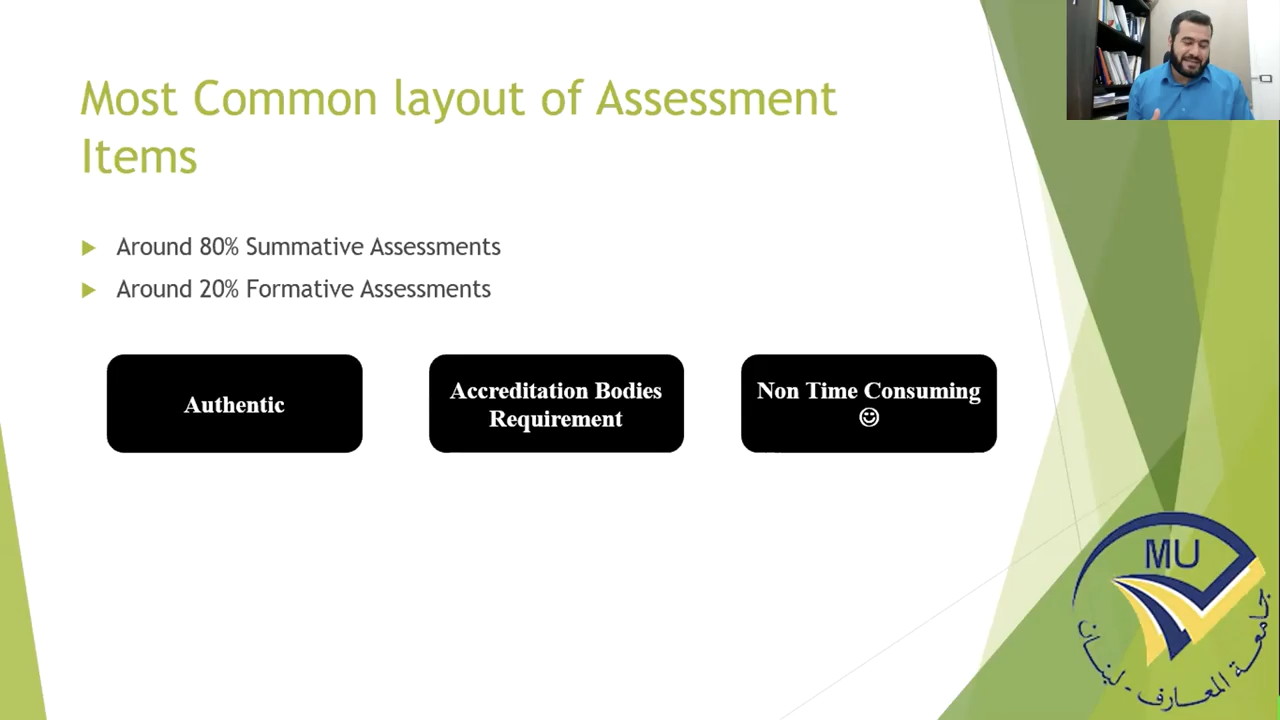 Most Common layout of Assessment
Items
Around 80% Summative Assessments
Around 20% Formative Assessments
Authentic
Accreditation Bodies
Requirement
Non Time Consuming
☺
MU
جامعة المعارف - لبنان